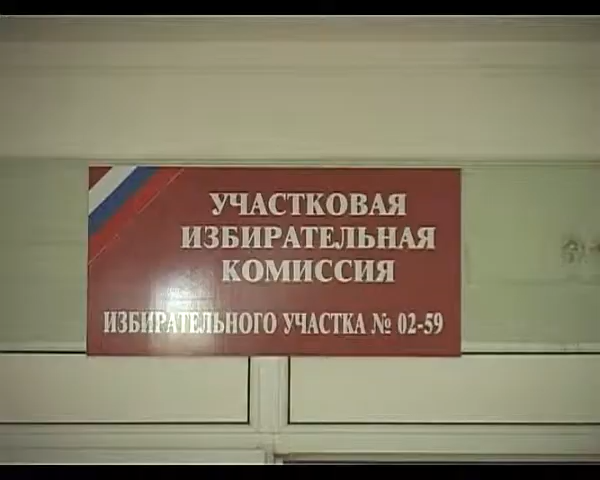 УЧАСТКОВАЯ
ИЗБИРАТЕЛЬНАЯ
КОМИССИЯ
ИЗБИРАТЕЛЬНОГО УЧАСТКА № 02-59